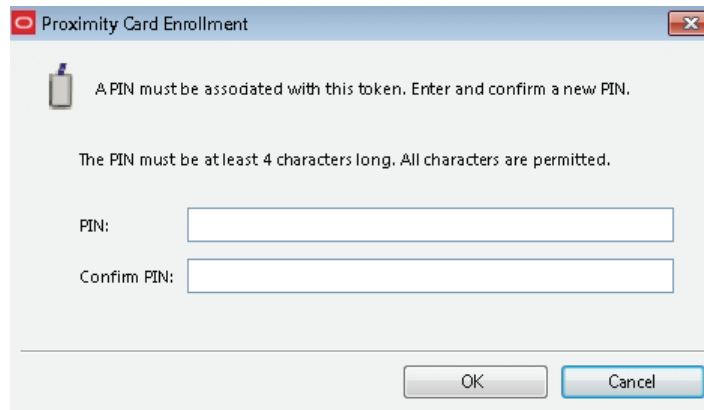 Proximity Card Enrollment
A PIN must be associated with this token. Enter and confirm a new PIN.
The PIN must be at least 4 characters long. All characters are permitted.
PIN:
Confirm PIN:
OK
Cancel